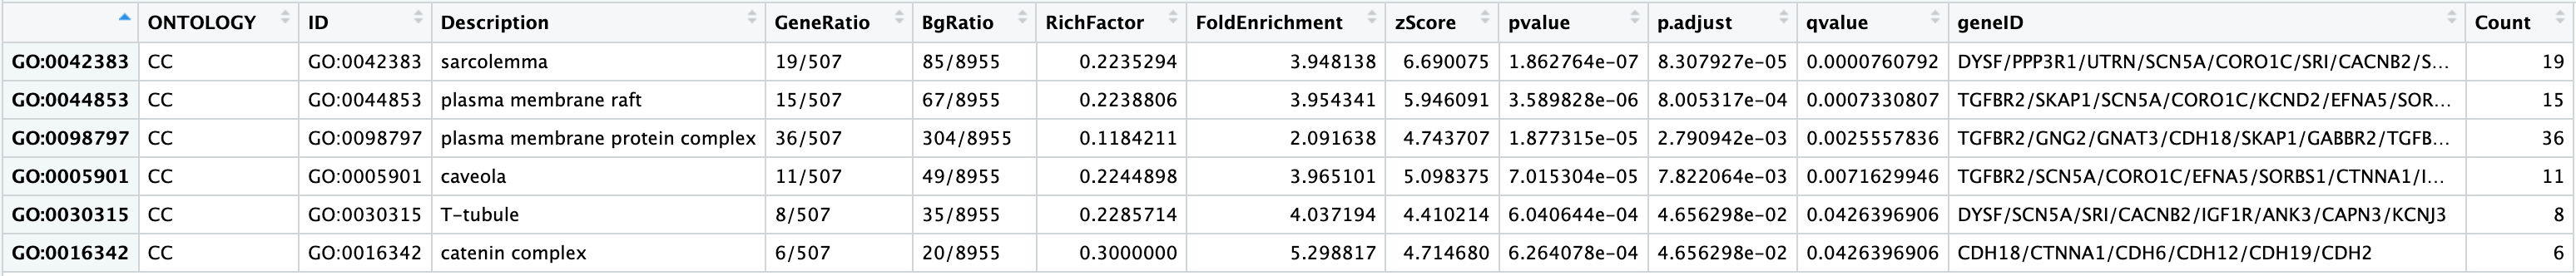 ONTOLOGY ID Description GeneRatio BgRatio RichFactor FoldEnrichment zScore pvalue p.adjust qvalue geneID Count
GO:0042383 CC GO:0042383 sarcolemma 19/507 85/8955 0.2235294 3.948138 6.690075 1.862764e-07 8.307927e-05 0.0000760792 DYSF/PPP3R1/UTRN/SCN5A/CORO1C/SRI/CACNB2/S... 19
GO:0044853 CC GO:0044853 plasma membrane raft 15/507 67/8955 0.2238806 3.954341 5.946091 3.589828e-06 8.005317e-04 0.0007330807 TGFBR2/SKAP1/SCN5A/CORO1C/KCND2/EFNA5/SOR... 15
GO:0098797 CC GO:0098797 plasma membrane protein complex 36/507 304/8955 0.1184211 2.091638 4.743707 1.877315e-05 2.790942e-03 0.0025557836 TGFBR2/GNG2/GNAT3/CDH18/SKAP1/GABBR2/TGFB... 36
GO:0005901 CC GO:0005901 caveola 11/507 49/8955 0.2244898 3.965101 5.098375 7.015304e-05 7.822064e-03 0.0071629946 TGFBR2/SCN5A/CORO1C/EFNA5/SORBS1/CTNNA1/I... 11
GO:0030315 CC GO:0030315 T-tubule 8/507 35/8955 0.2285714 4.037194 4.410214 6.040644e-04 4.656298e-02 0.0426396906 DYSF/SCN5A/SRI/CACNB2/IGF1R/ANK3/CAPN3/KCNJ3 8
GO:0016342 CC GO:0016342 catenin complex 6/507 20/8955 0.3000000 5.298817 4.714680 6.264078e-04 4.656298e-02 0.0426396906 CDH18/CTNNA1/CDH6/CDH12/CDH19/CDH2 6